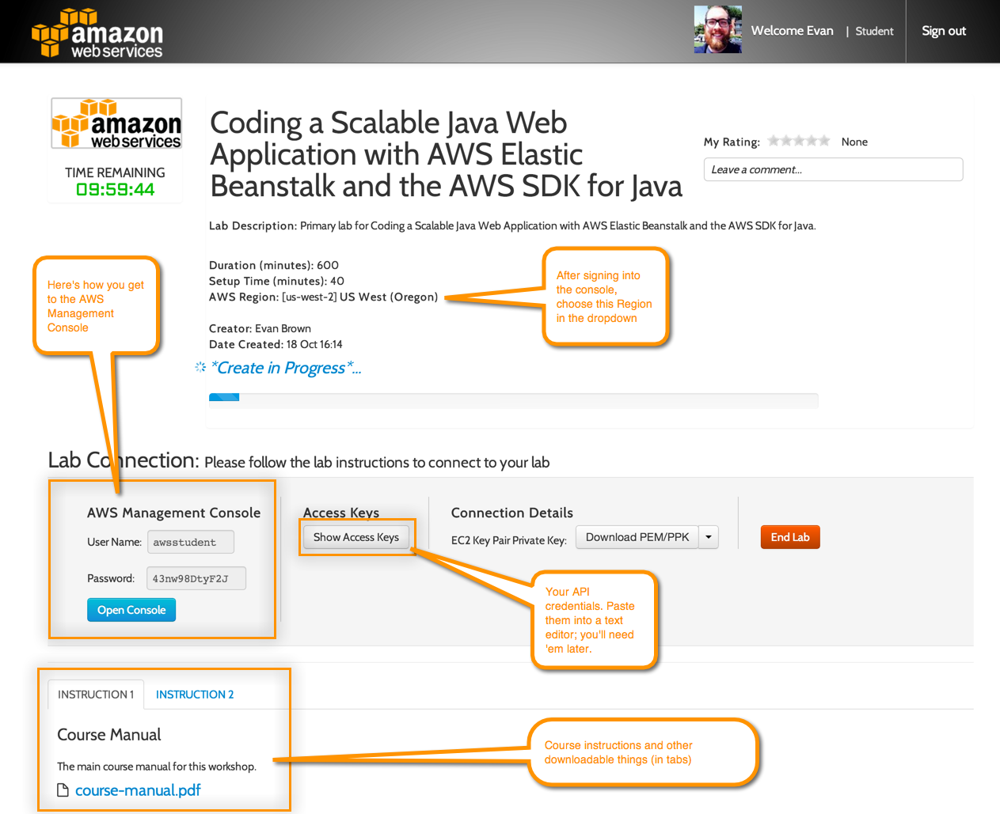 amazon
web services
Welcome Evan | Student
Sign out
amazon
web services
TIME REMAINING
09:59:44
Coding a Scalable Java Web
Application with AWS Elastic
Beanstalk and the AWS SDK for Java
My Rating: None
Leave a comment...
Lab Description: Primary lab for Coding a Scalable Java Web Application with AWS Elastic Beanstalk and the AWS SDK for Java.
Duration (minutes): 600
Setup Time (minutes): 40
AWS Region: [us-west-2] US West (Oregon)
Creator: Evan Brown
Date Created: 18 Oct 16:14
*Create in Progress*...
Here's how you get
to the AWS
Management
Console
After signing into
the console,
choose this Region
in the dropdown
Lab Connection: Please follow the lab instructions to connect to your lab
AWS Management Console
User Name: awsstudent
Password: 43nw98DtyF2J
Open Console
Access Keys
Show Access Keys
Connection Details
EC2 Key Pair Private Key: Download PEM/PPK
End Lab
Your API
credentials. Paste
them into a text
editor; you'll need
'em later.
INSTRUCTION 1
INSTRUCTION 2
Course Manual
The main course manual for this workshop.
course-manual.pdf
Course instructions and other
downloadable things (in tabs)